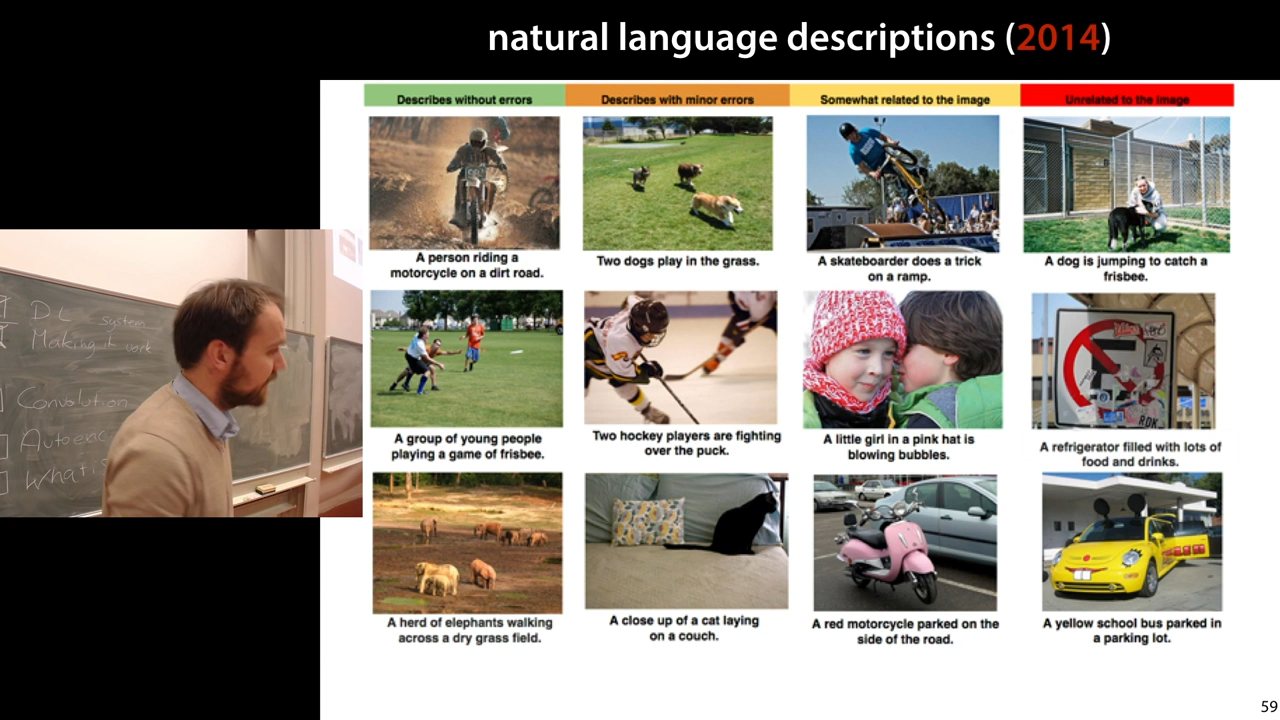 natural language descriptions (2014)
Describes without errors
Describes with minor errors
Somewhat related to the image
Unrelated to the image
A person riding a
motorcycle on a dirt road.
Two dogs play in the grass.
A skateboarder does a trick
on a ramp.
A dog is jumping to catch a
frisbee.
A group of young people
playing a game of frisbee.
Two hockey players are fighting
over the puck.
A little girl in a pink hat is
blowing bubbles.
A refrigerator filled with lots of
food and drinks.
A herd of elephants walking
across a dry grass field.
A close up of a cat laying
on a couch.
A red motorcycle parked on the
side of the road.
A yellow school bus parked in
a parking lot.
DL system
Making it work
Convolution
Autoenc
What is
RDK
59